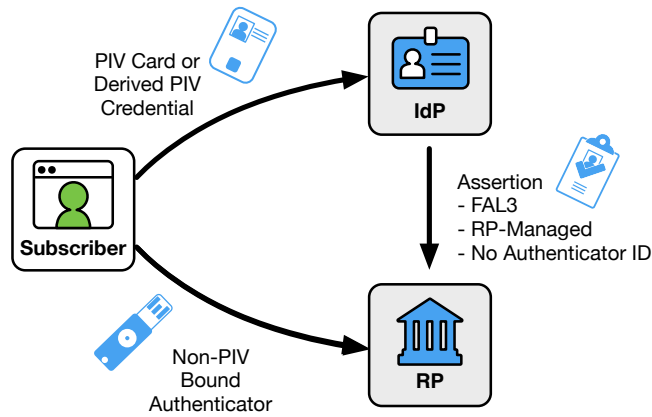 PIV Card or
Derived PIV
Credential
IdP
Subscriber
Assertion
- FAL3
- RP-Managed
- No Authenticator ID
Non-PIV
Bound
Authenticator
RP